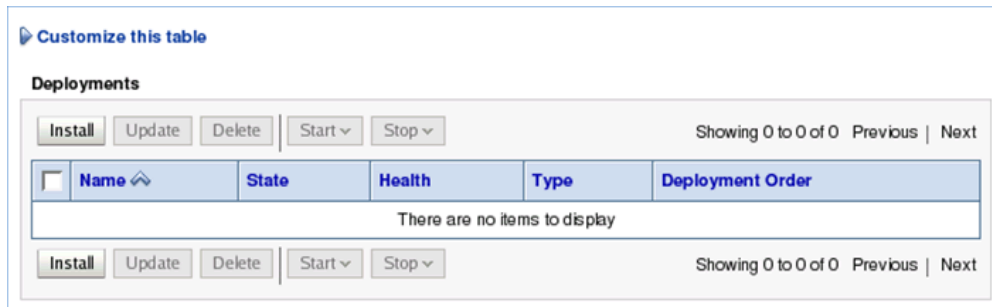 Customize this table
Deployments
Install Update Delete Start Stop Showing 0 to 0 of 0 Previous | Next
Name State Health Type Deployment Order
There are no items to display
Install Update Delete Start Stop Showing 0 to 0 of 0 Previous | Next